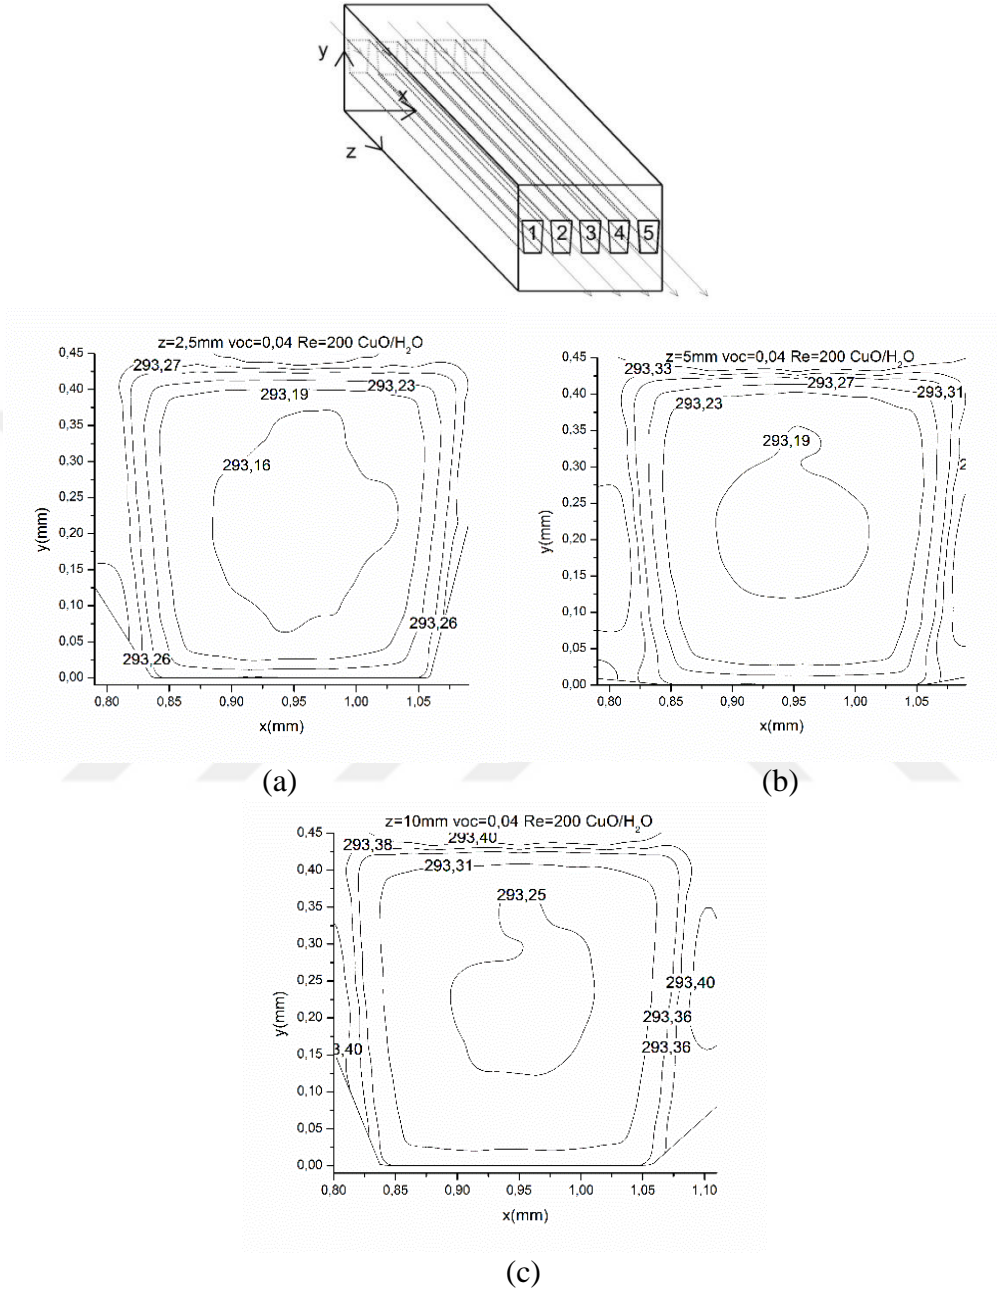 y
x
z
1 2 3 4 5
z=2,5mm voc=0,04 Re=200 CuO/H₂O
0,45
0,40
0,35
0,30
0,25
0,20
0,15
0,10
0,05
0,00
y(mm)
293,27
293,23
293,19
293,16
293,26
293,26
0,80 0,85 0,90 0,95 1,00 1,05
x(mm)
(a)
z=5mm voc=0,04 Re=200 CuO/H₂O
0,45
0,40
0,35
0,30
0,25
0,20
0,15
0,10
0,05
0,00
y(mm)
293,33
293,27
293,31
293,23
293,19
2
0,80 0,85 0,90 0,95 1,00 1,05
x(mm)
(b)
z=10mm voc=0,04 Re=200 CuO/H₂O
0,45
0,40
0,35
0,30
0,25
0,20
0,15
0,10
0,05
0,00
y(mm)
293,40
293,38
293,31
293,25
293,40
293,36
293,36
3,40
0,80 0,85 0,90 0,95 1,00 1,05 1,10
x(mm)
(c)